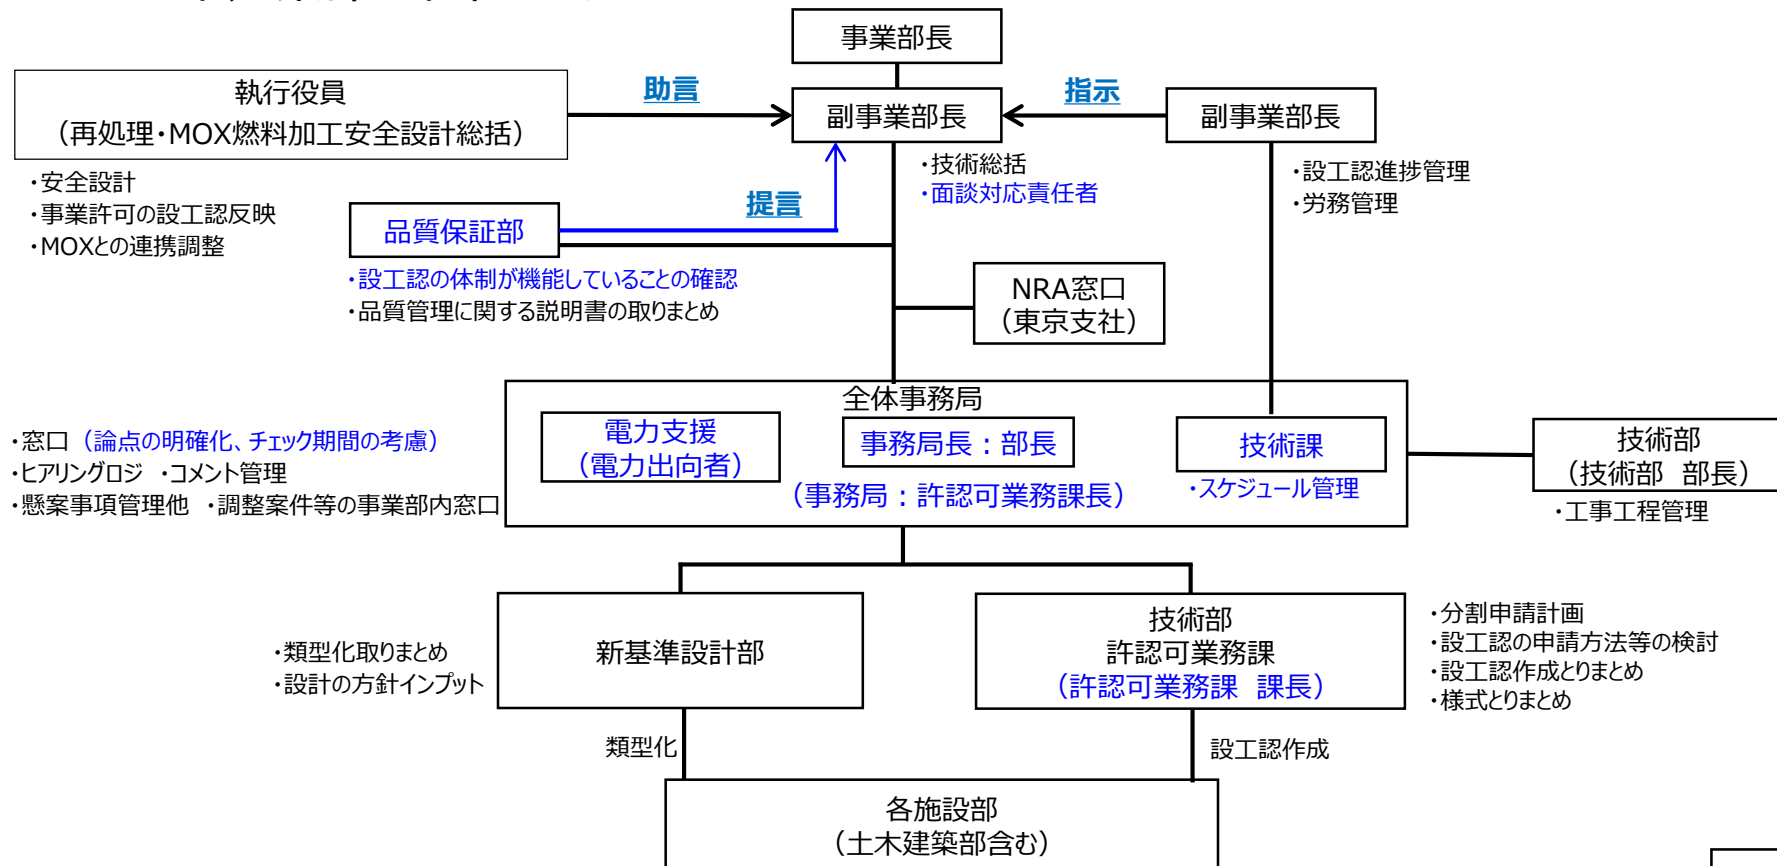 事業部長
執行役員
（再処理・MOX燃料加工安全設計総括）
助言
副事業部長
指示
副事業部長
・安全設計
・事業許可の設工認反映
・MOXとの連携調整
・技術総括
・面談対応責任者
・設工認進捗管理
・労務管理
提言
品質保証部
・設工認の体制が機能していることの確認
・品質管理に関する説明書の取りまとめ
NRA窓口
（東京支社）
全体事務局
電力支援
（電力出向者）
事務局長：部長
（事務局：許認可業務課長）
技術課
・スケジュール管理
・窓口（論点の明確化、チェック期間の考慮）
・ヒアリングロジ ・コメント管理
・懸案事項管理他 ・調整案件等の事業部内窓口
技術部
（技術部 部長）
・工事工程管理
・類型化取りまとめ
・設計の方針インプット
新基準設計部
技術部
許認可業務課
（許認可業務課 課長）
・分割申請計画
・設工認の申請方法等の検討
・設工認作成とりまとめ
・様式とりまとめ
類型化
設工認作成
各施設部
（土木建築部含む）